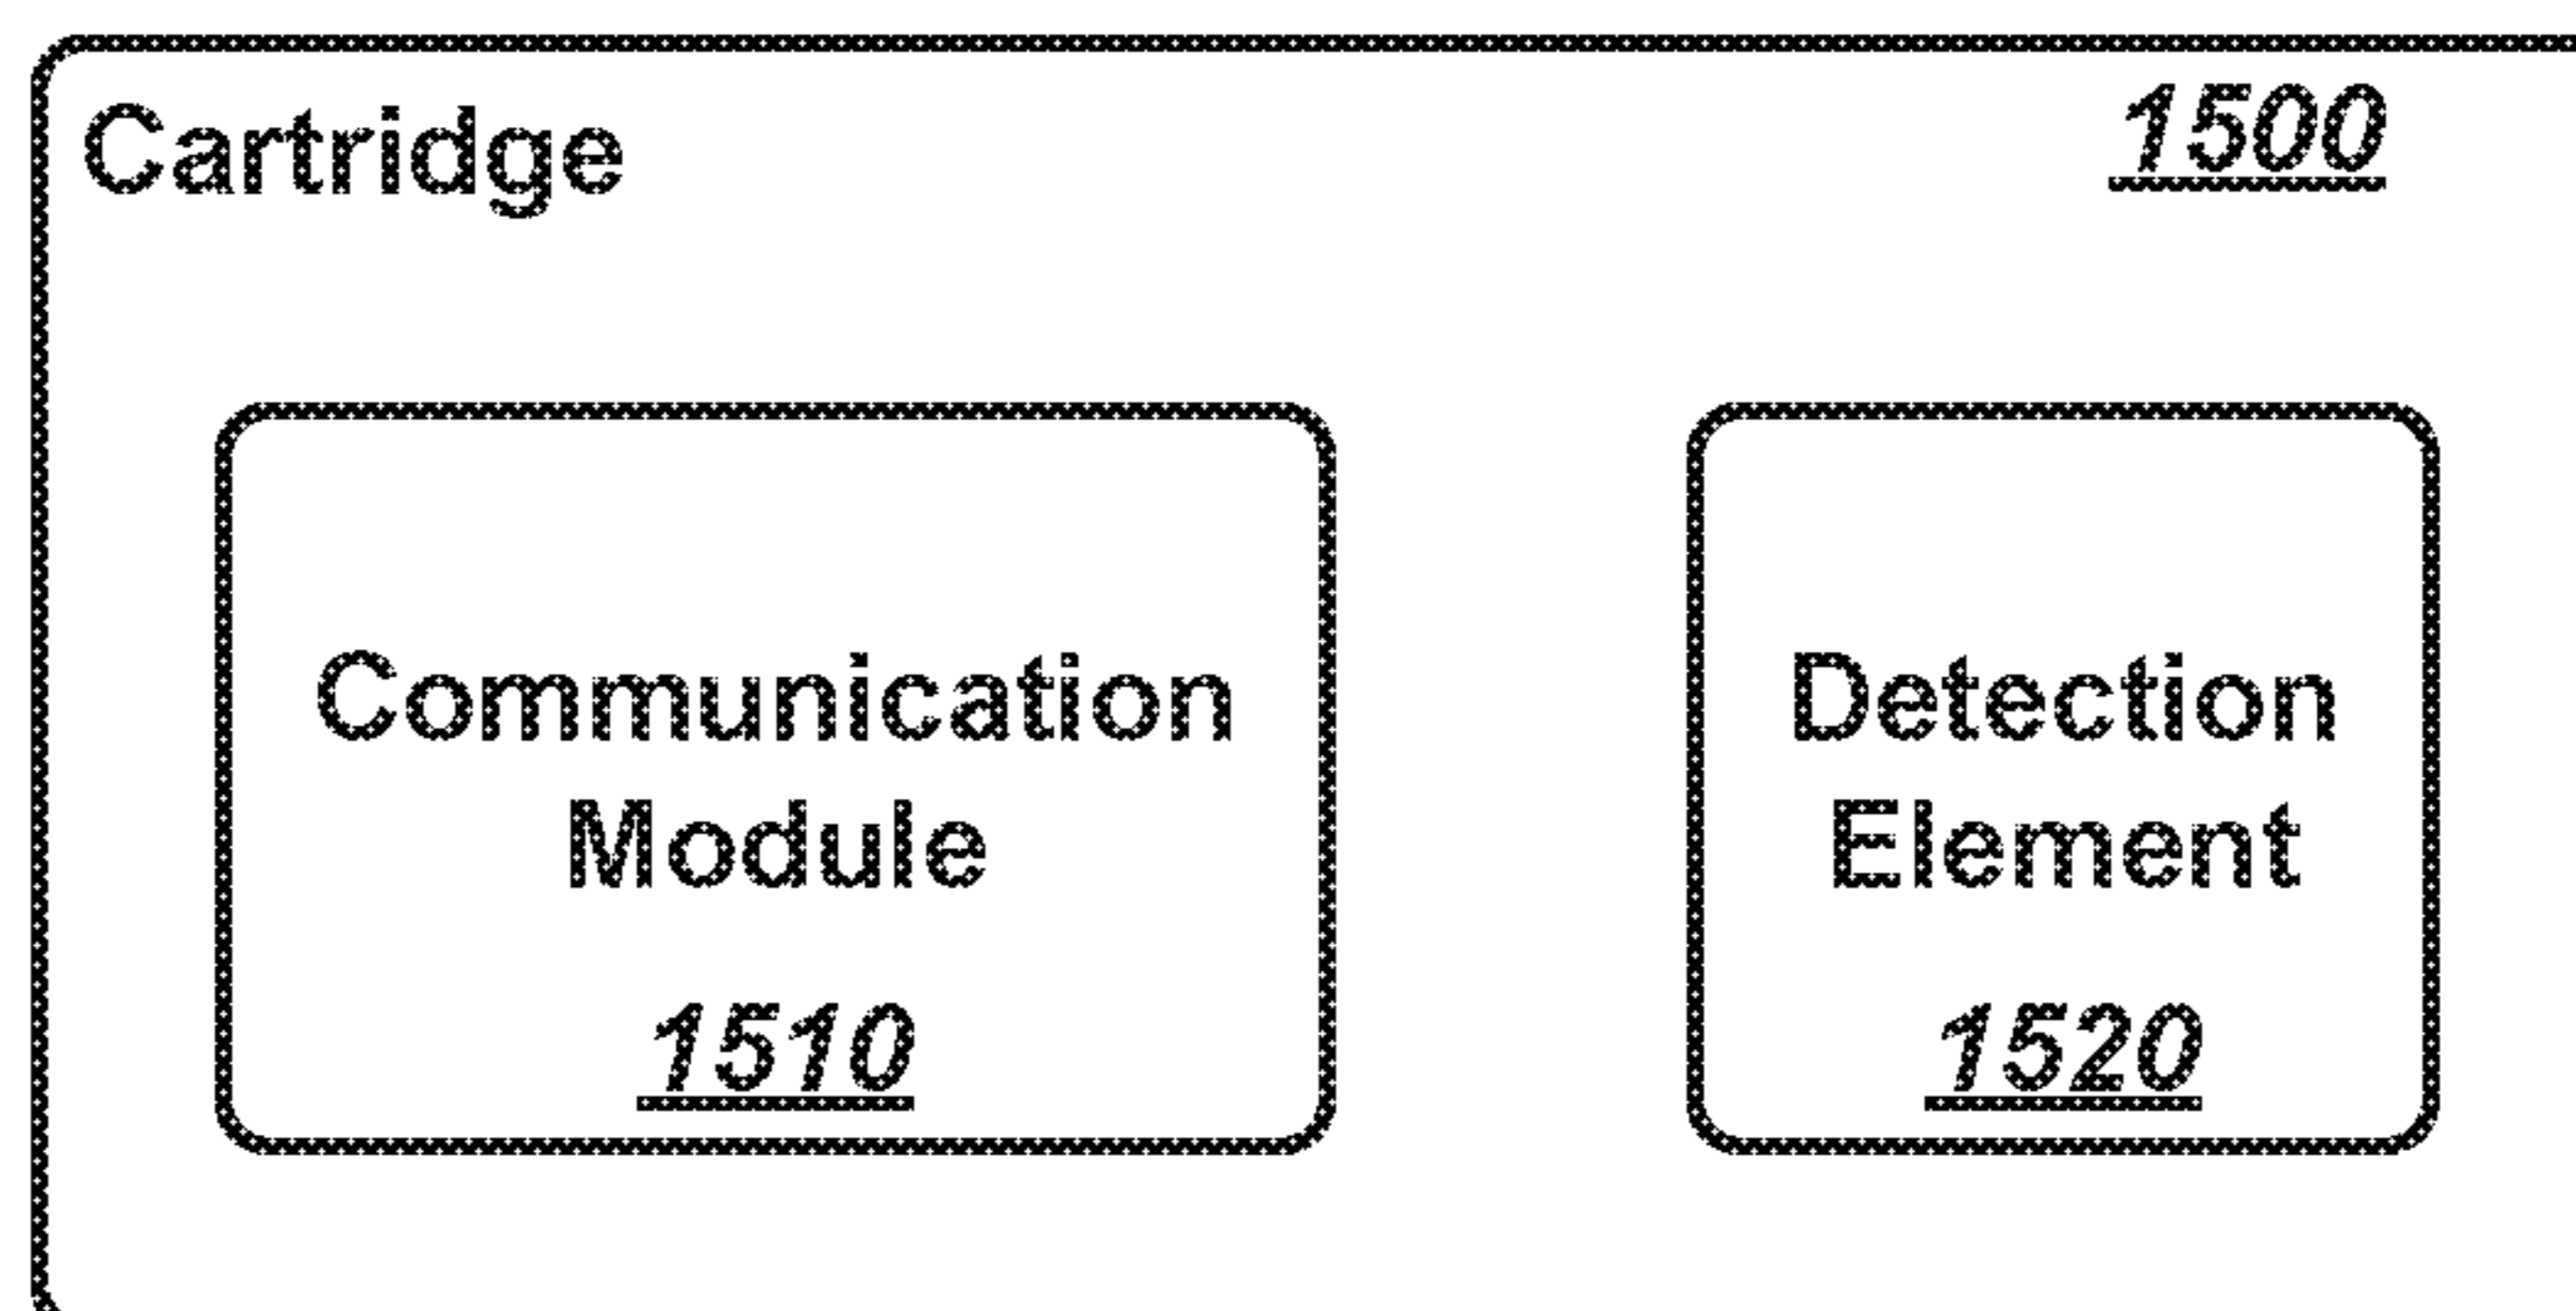 Cartridge 1500
Communication
Module
1510
Detection
Element
1520